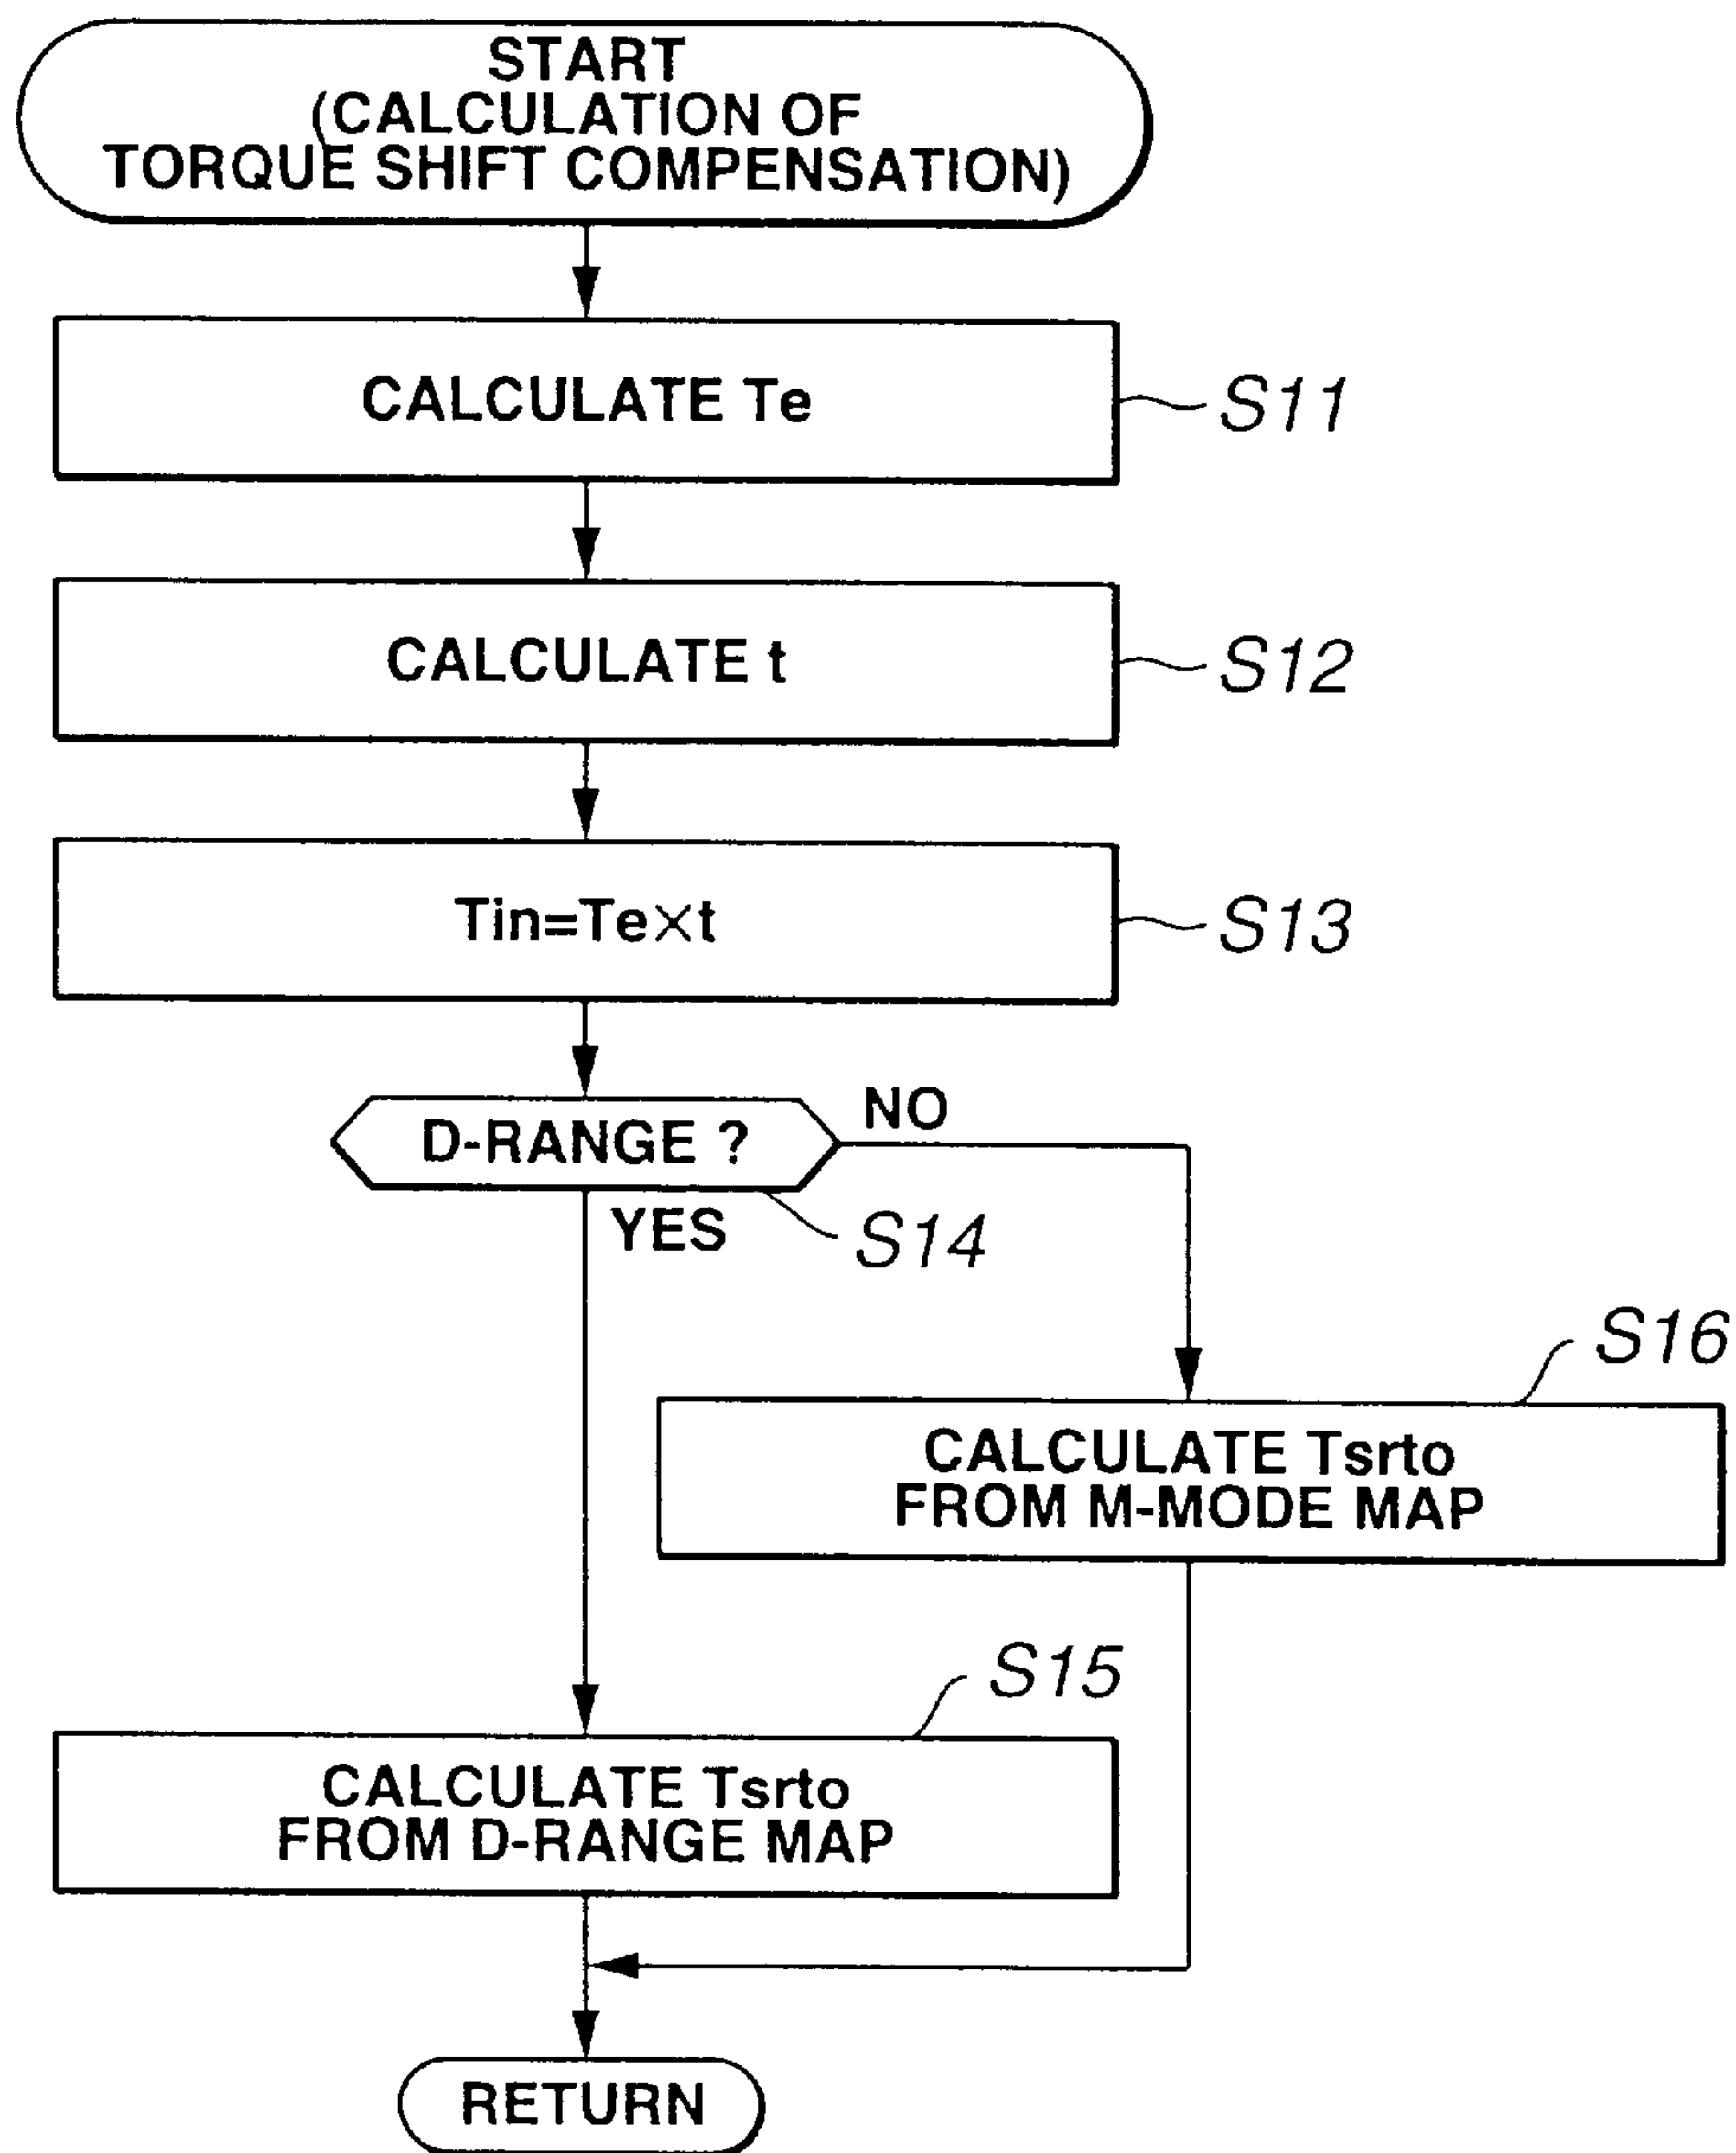 START
(CALCULATION OF
TORQUE SHIFT COMPENSATION)
CALCULATE Te
S11
CALCULATE t
S12
Tin=Te×t
S13
D-RANGE ?
NO
YES
S14
S16
CALCULATE Tsrto
FROM M-MODE MAP
S15
CALCULATE Tsrto
FROM D-RANGE MAP
RETURN